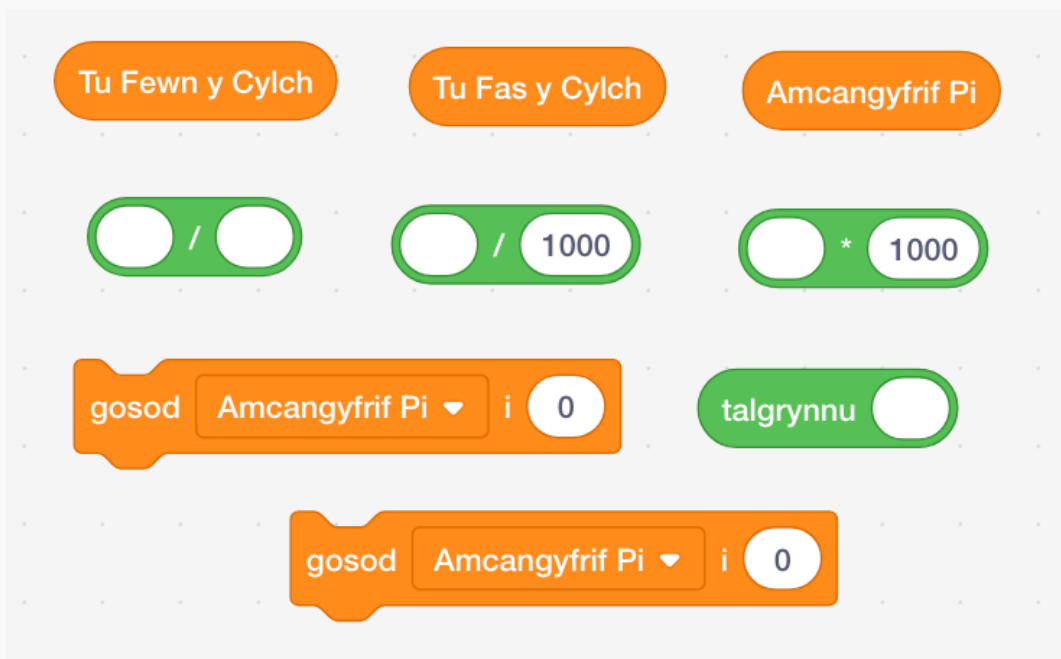 Tu Fewn y Cylch
Tu Fas y Cylch
Amcangyfrif Pi
/
/ 1000
* 1000
gosod Amcangyfrif Pi i 0
talgrynnu
gosod Amcangyfrif Pi i 0